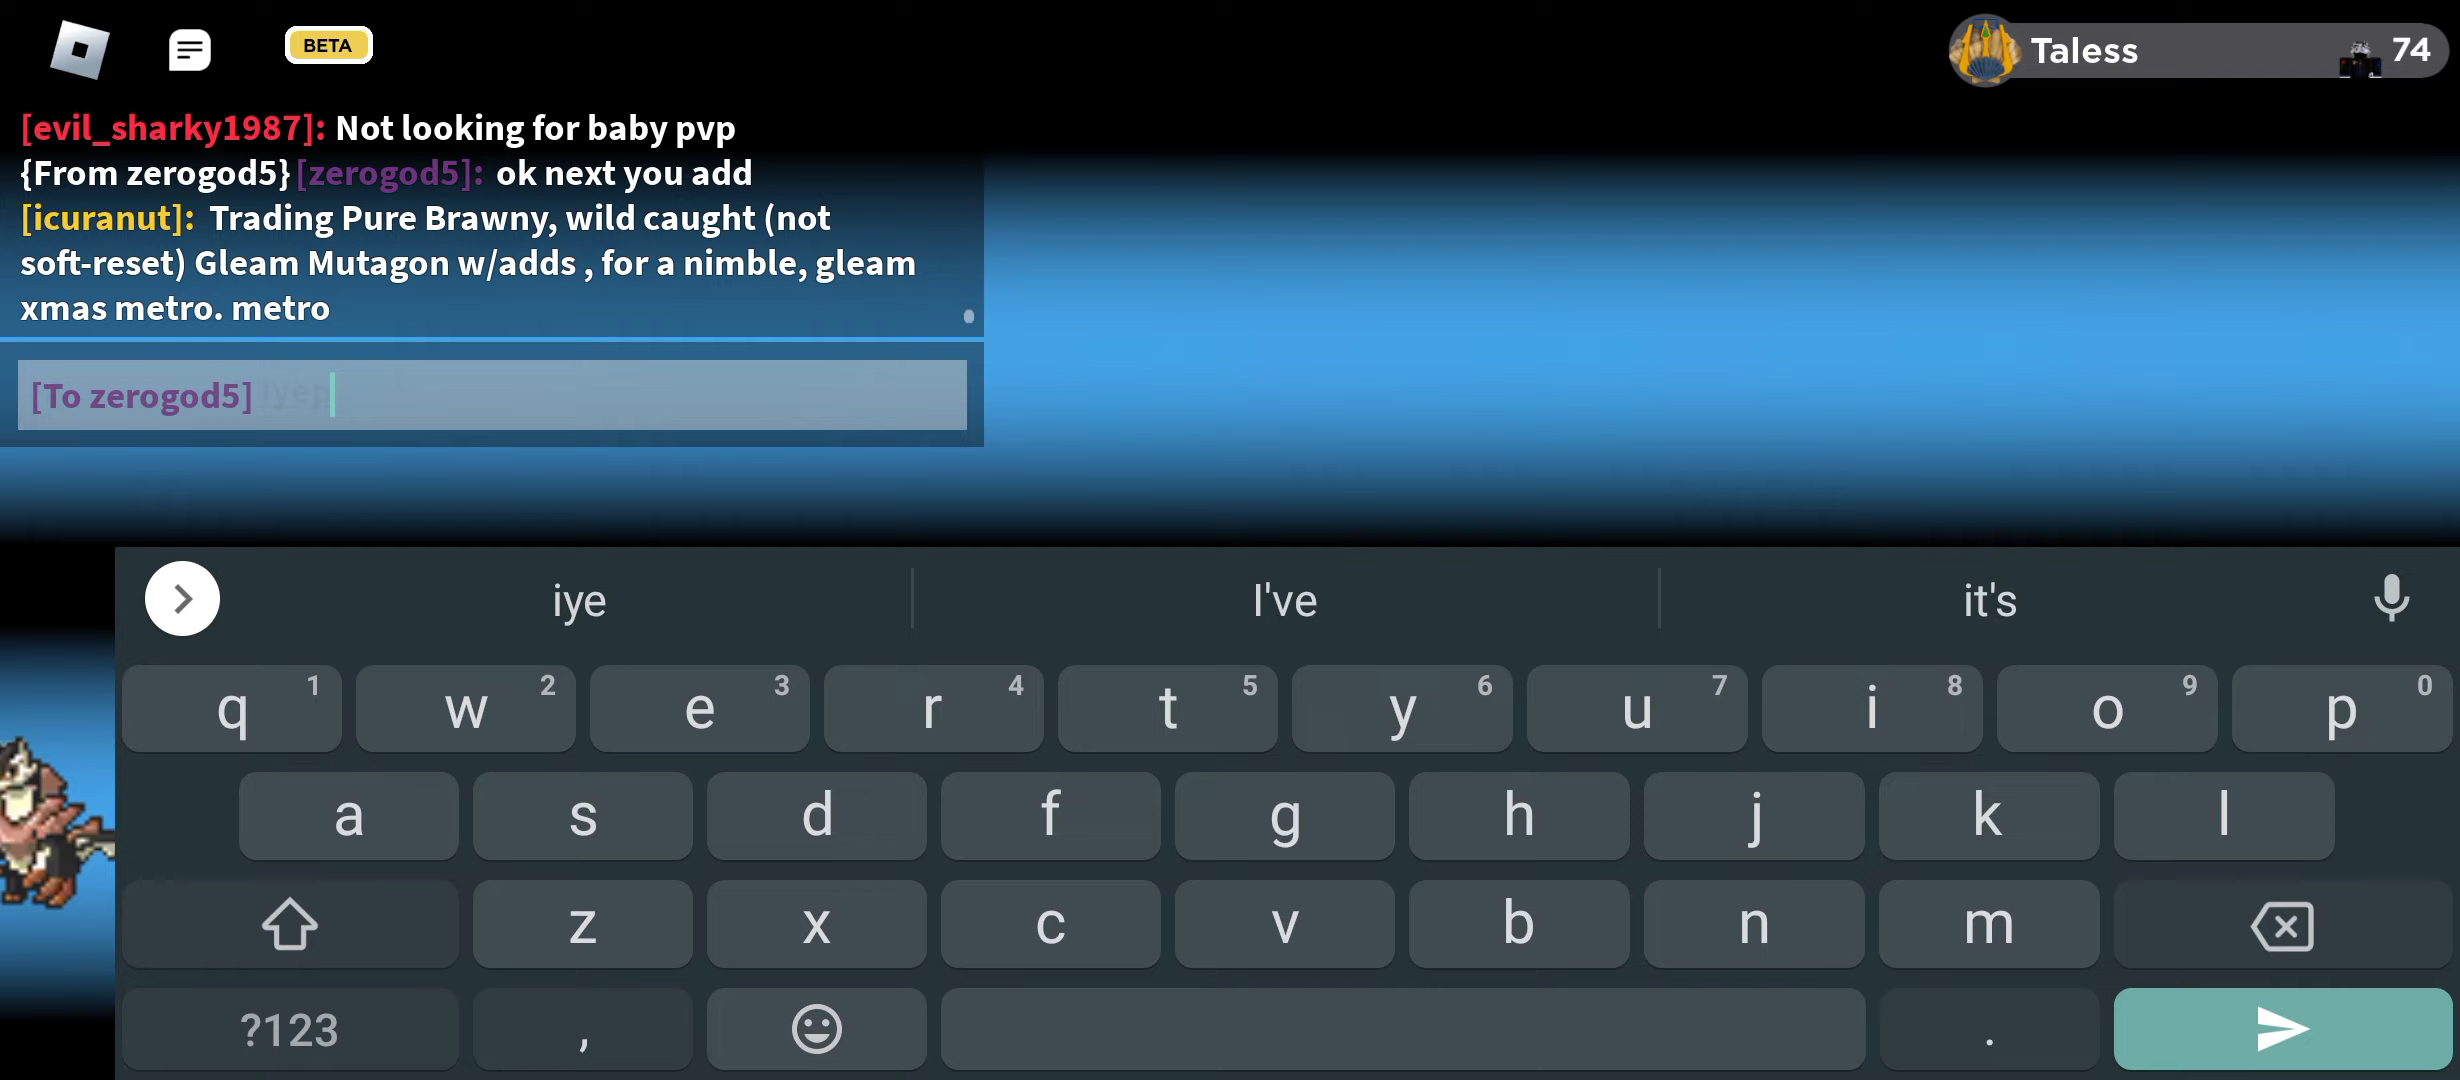 BETA
Taless 74
[evil_sharky1987]: Not looking for baby pvp
{From zerogod5}[zerogod5]: ok next you add
[icuranut]: Trading Pure Brawny, wild caught (not
soft-reset) Gleam Mutagon w/adds , for a nimble, gleam
xmas metro. metro
[To zerogod5] iyep
iye I've it's
q 1 w 2 e 3 r 4 t 5 y 6 u 7 i 8 o 9 p 0
a s d f g h j k l
z x c v b n m
?123 , .